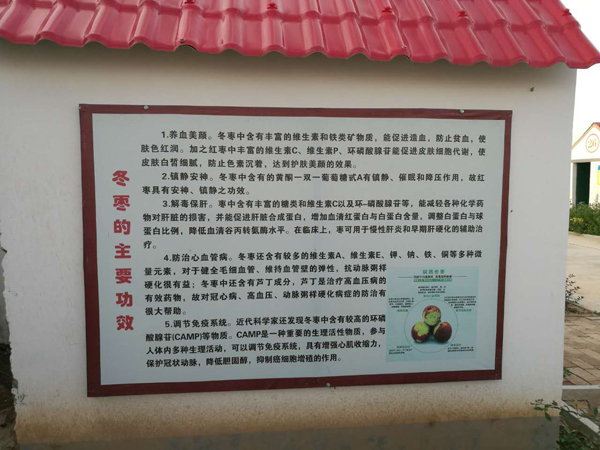 冬枣的主要功效
1.养血美颜。冬枣中含有丰富的维生素和铁类矿物质，能促进造血，防止贫血，使
肤色红润。加之红枣中丰富的维生素C、维生素P、环磷酸腺苷能促进皮肤细胞代谢，使
皮肤白皙细腻，防止色素沉着，达到护肤美颜的效果。
2.镇静安神。冬枣中含有的黄酮一双一葡萄糖甙A有镇静、催眠和降压作用，故红
枣具有安神、镇静之功效。
3.解毒保肝。枣中含有丰富的糖类和维生素C以及环-磷酸腺苷等，能减轻各种化学药
物对肝脏的损害，并能促进肝脏合成蛋白，增加血清红蛋白与白蛋白含量，调整白蛋白与球
蛋白比例，降低血清谷丙转氨酶水平。在临床上，枣可用于慢性肝炎和早期肝硬化的辅助治
疗。
4.防治心血管病。冬枣还含有较多的维生素A、维生素E、钾、钠、铁、铜等多种微
量元素，对于健全毛细血管、维持血管壁的弹性，抗动脉粥样
硬化很有益；冬枣中还含有芦丁成分，芦丁是治疗高血压病的
有效药物，故对冠心病、高血压、动脉粥样硬化病症的防治有
很大帮助。
5.调节免疫系统。近代科学家还发现冬枣中含有较高的环磷
酸腺苷(CAMP)等物质。CAMP是一种重要的生理活性物质，参与
人体内多种生理活动，可以调节免疫系统，具有增强心肌收缩力，
保护冠状动脉，降低胆固醇，抑制癌细胞增殖的作用。